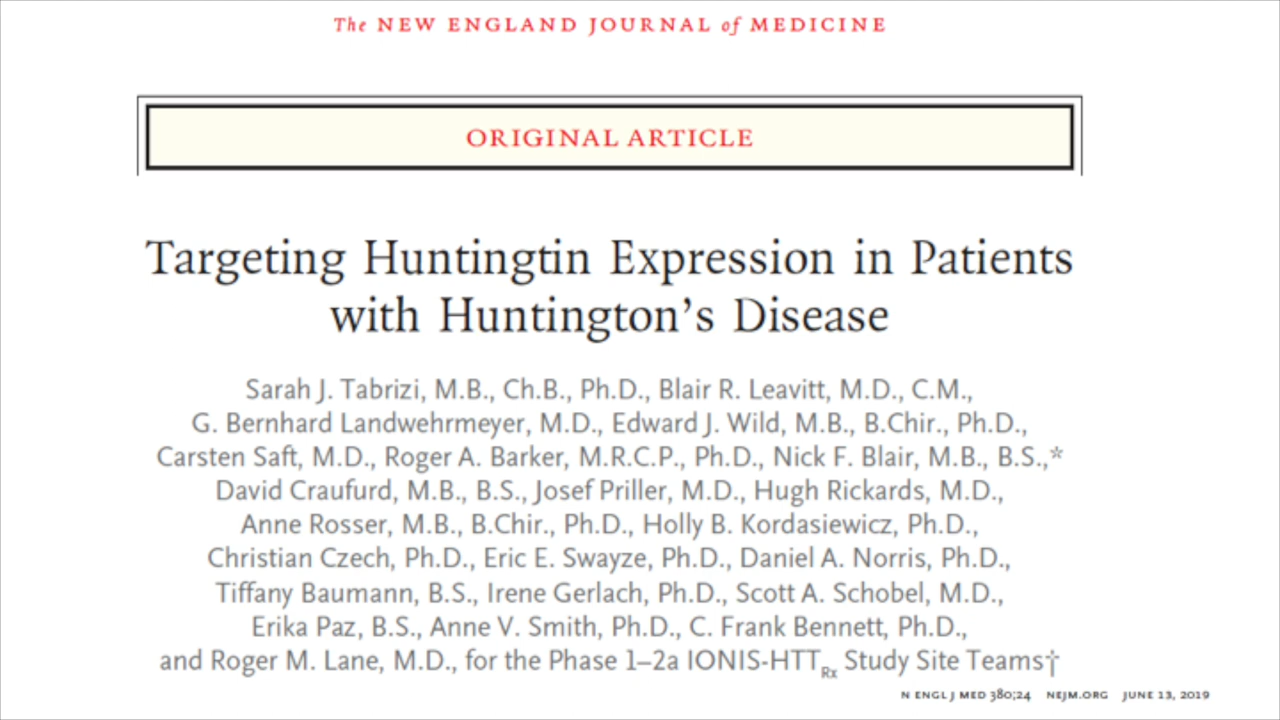 The NEW ENGLAND JOURNAL of MEDICINE
ORIGINAL ARTICLE
Targeting Huntingtin Expression in Patients
with Huntington’s Disease
Sarah J. Tabrizi, M.B., Ch.B., Ph.D., Blair R. Leavitt, M.D., C.M.,
G. Bernhard Landwehrmeyer, M.D., Edward J. Wild, M.B., B.Chir., Ph.D.,
Carsten Saft, M.D., Roger A. Barker, M.R.C.P., Ph.D., Nick F. Blair, M.B., B.S.,*
David Craufurd, M.B., B.S., Josef Priller, M.D., Hugh Rickards, M.D.,
Anne Rosser, M.B., B.Chir., Ph.D., Holly B. Kordasiewicz, Ph.D.,
Christian Czech, Ph.D., Eric E. Swayze, Ph.D., Daniel A. Norris, Ph.D.,
Tiffany Baumann, B.S., Irene Gerlach, Ph.D., Scott A. Schobel, M.D.,
Erika Paz, B.S., Anne V. Smith, Ph.D., C. Frank Bennett, Ph.D.,
and Roger M. Lane, M.D., for the Phase 1–2a IONIS-HTTRx Study Site Teams†
N ENGL J MED 380;24 NEJM.ORG JUNE 13, 2019